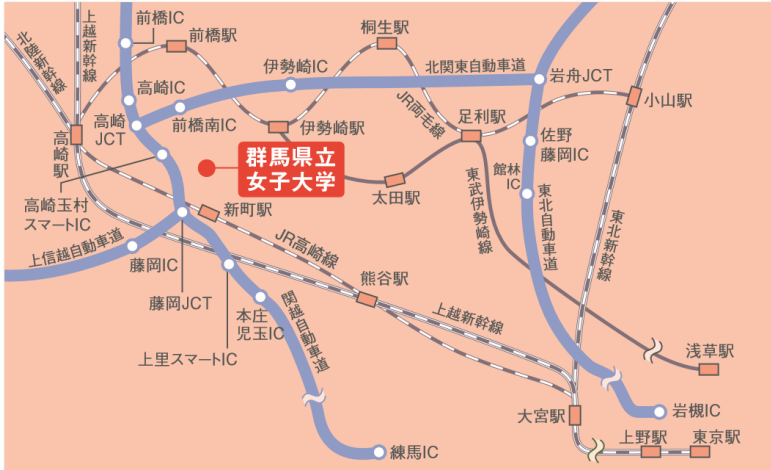 前橋IC
上越新幹線
北陸新幹線
前橋駅
桐生駅
伊勢崎IC
北関東自動車道
岩舟JCT
高崎IC
JR両毛線
小山駅
高崎
JCT
前橋南IC
伊勢崎駅
足利駅
高崎駅
佐野
藤岡IC
群馬県立
女子大学
館林
IC
太田駅
東武伊勢崎線
東北自動車道
東北新幹線
高崎玉村
スマートIC
新町駅
上信越自動車道
JR高崎線
藤岡IC
藤岡JCT
熊谷駅
本庄
児玉IC
関越自動車道
上越新幹線
上里スマートIC
浅草駅
大宮駅
岩槻IC
上野駅
東京駅
練馬IC